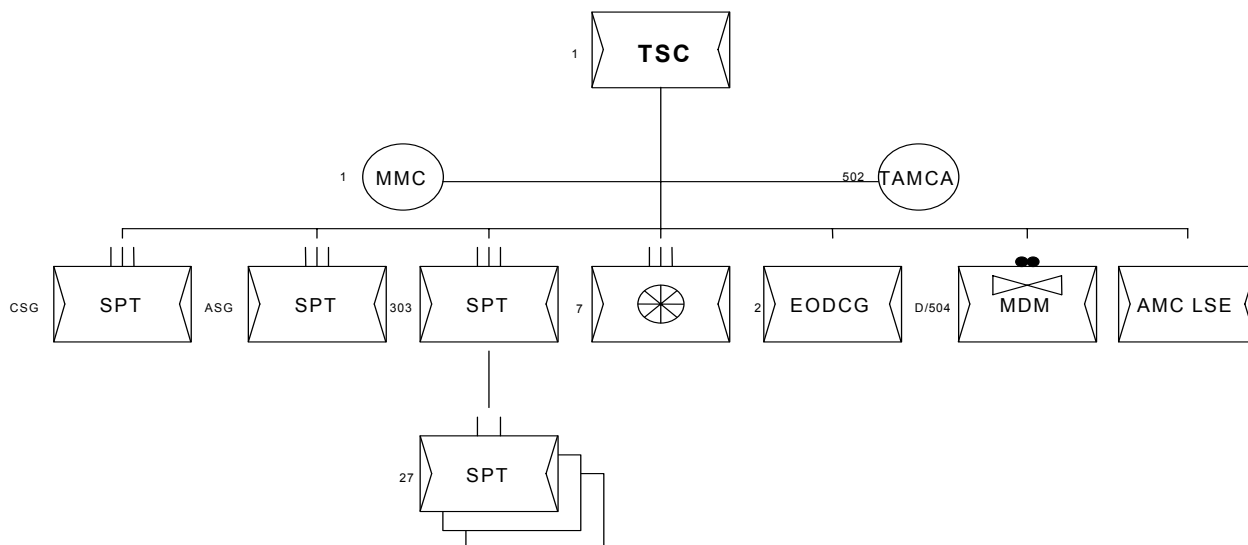 1 TSC
1 MMC 502 TAMCA
CSG SPT ASG SPT 303 SPT 7 2 EODCG D/504 MDM AMC LSE
27 SPT